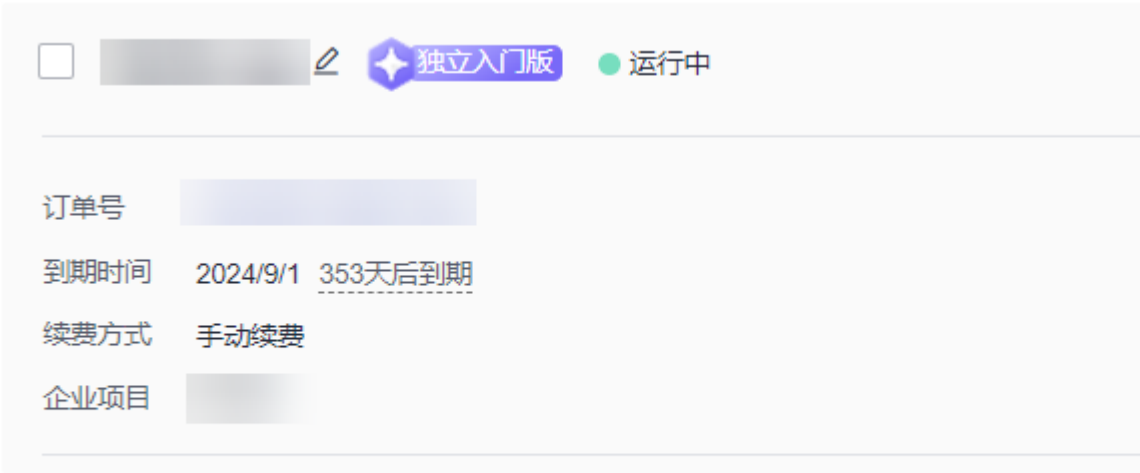 独立入门版 运行中
订单号
到期时间 2024/9/1 353天后到期
续费方式 手动续费
企业项目